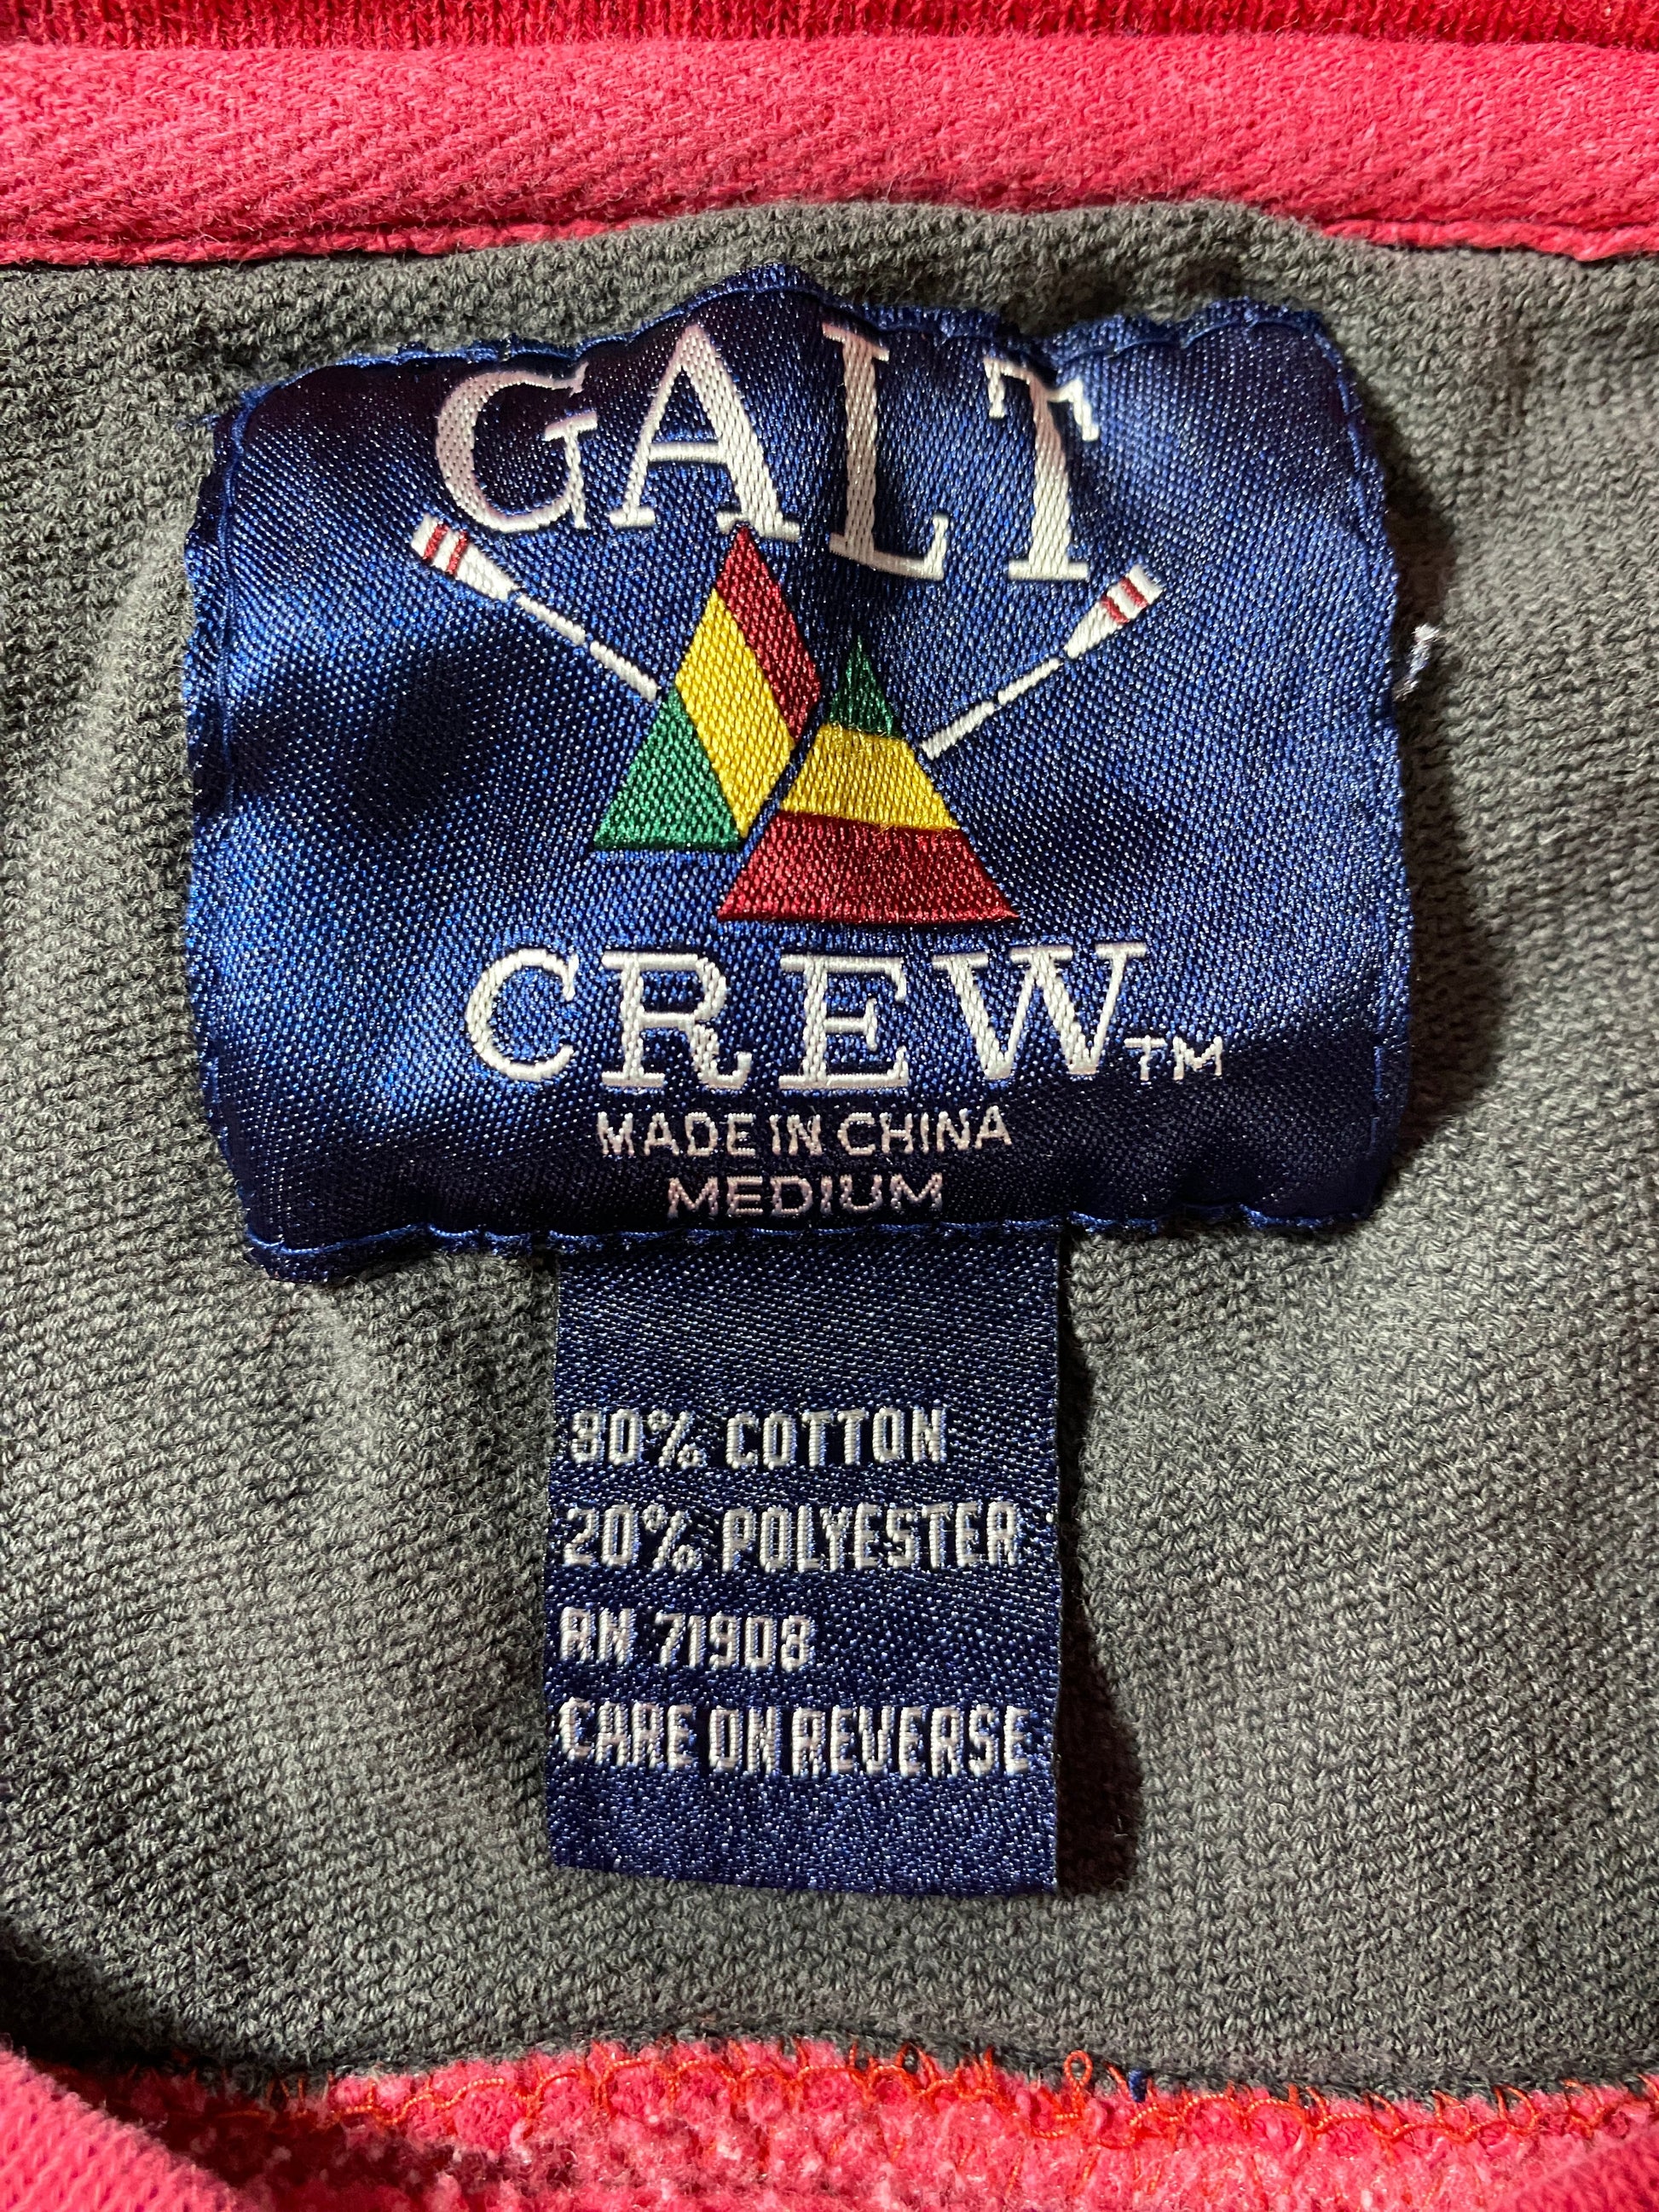 GALT
CREW™
MADE IN CHINA
MEDIUM
80% COTTON
20% POLYESTER
RN 71908
CARE ON REVERSE